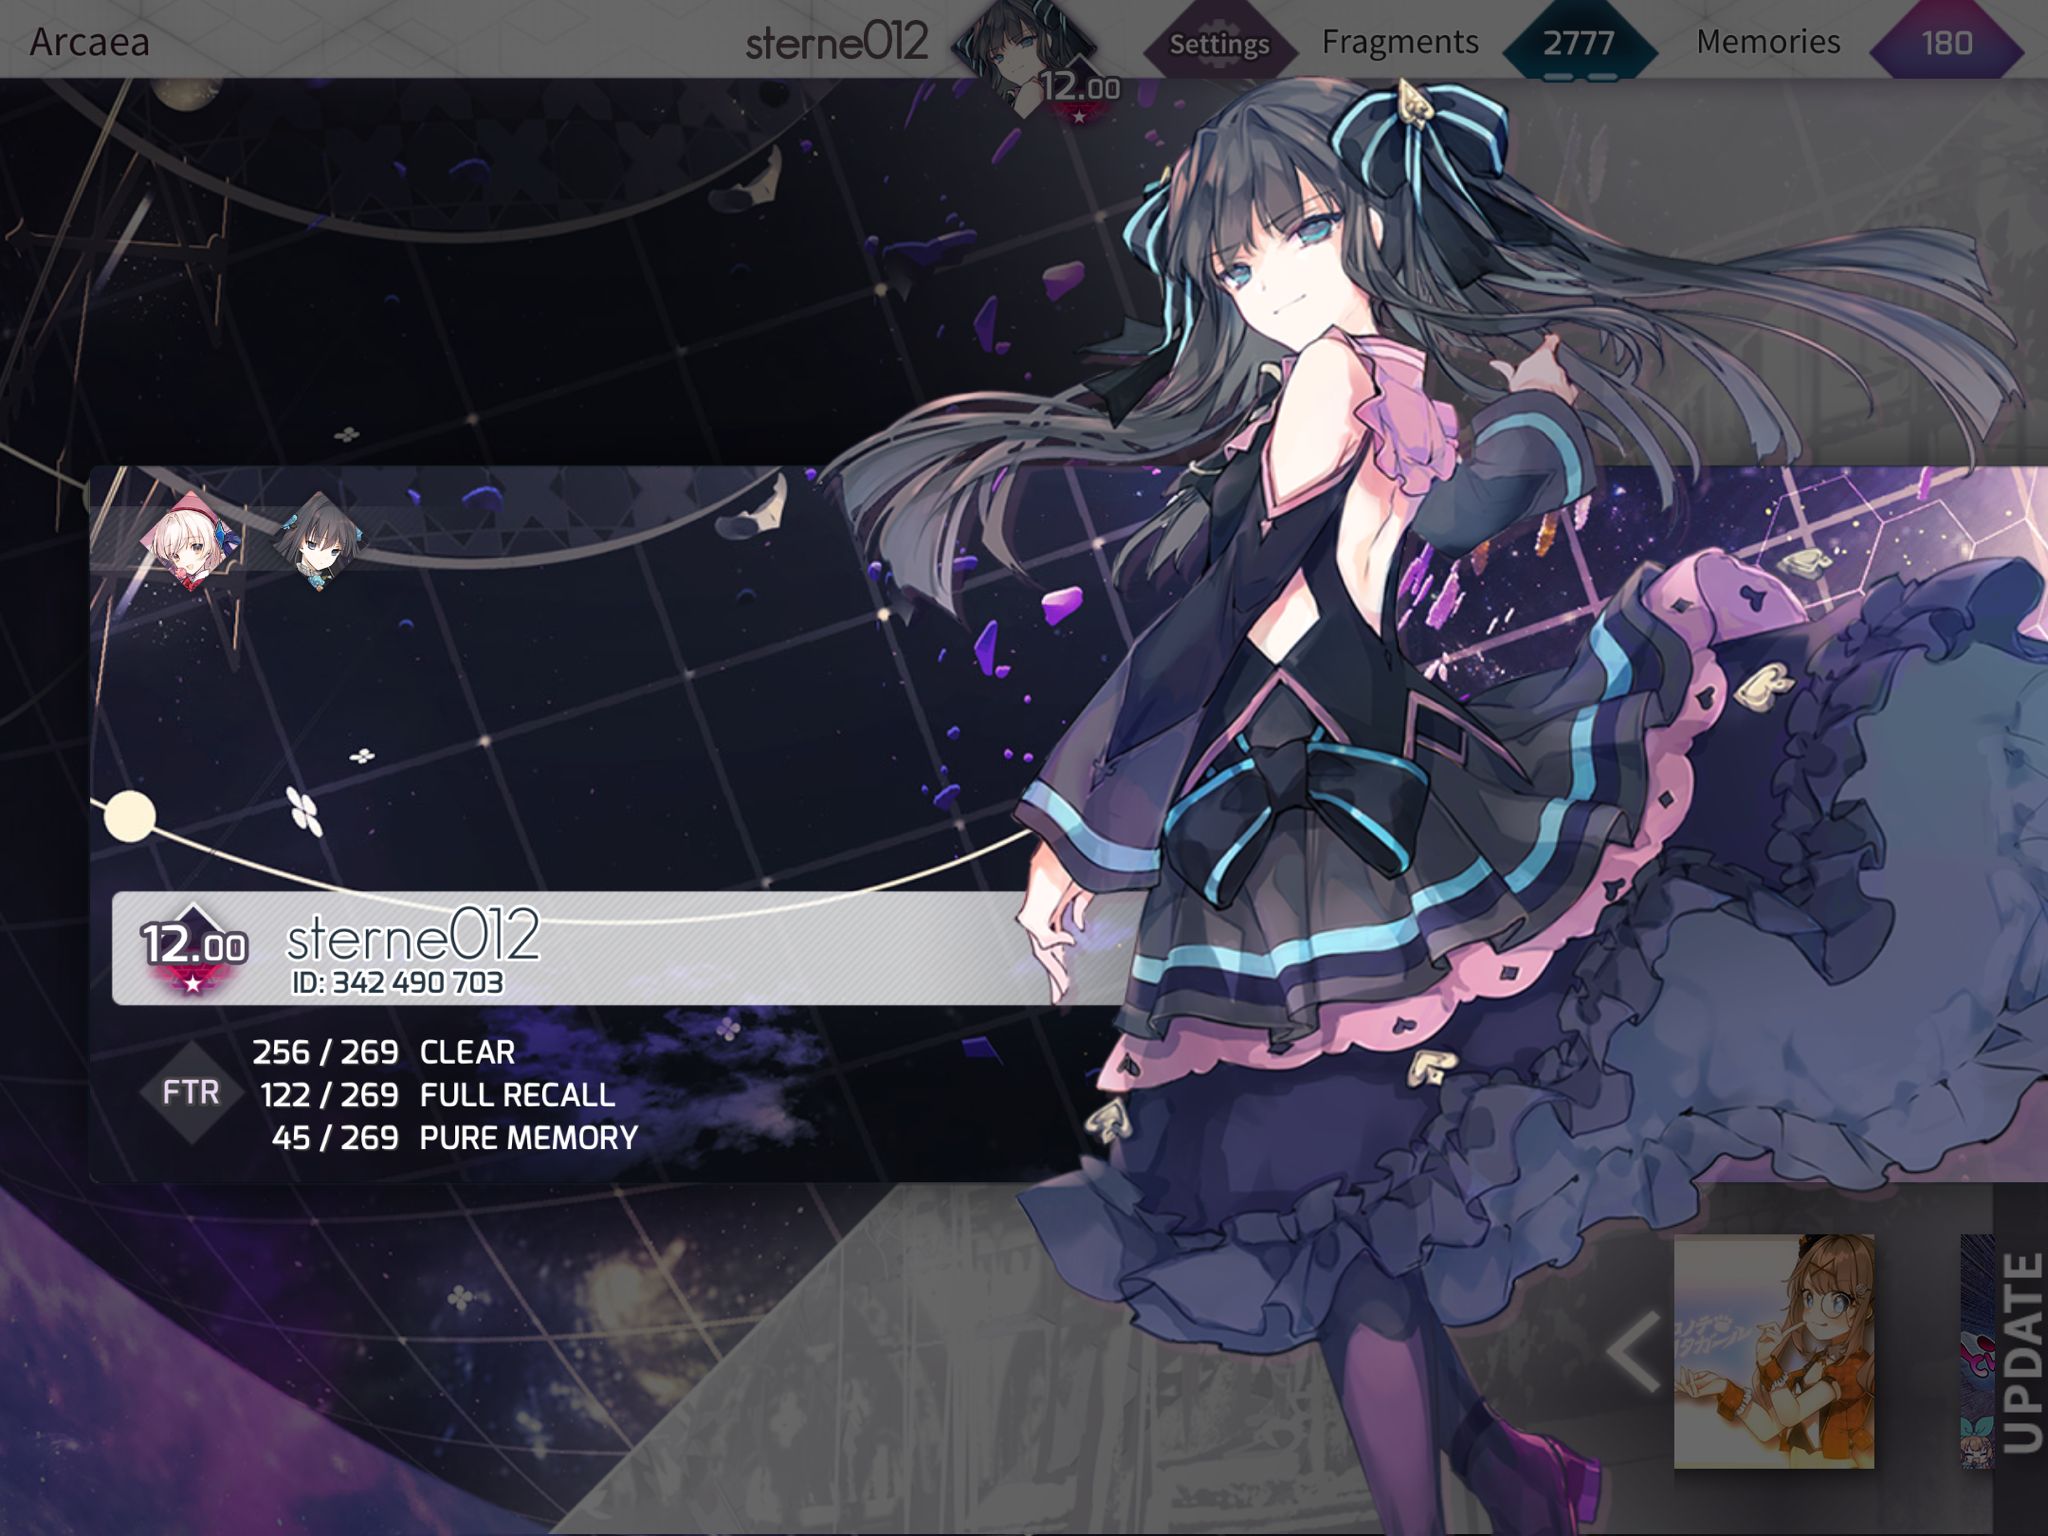 Arcaea
sterne012
12.00
Settings
Fragments
2777
Memories
180
12.00
sterne012
ID: 342 490 703
FTR
256 / 269 CLEAR
122 / 269 FULL RECALL
45 / 269 PURE MEMORY
UPDATE